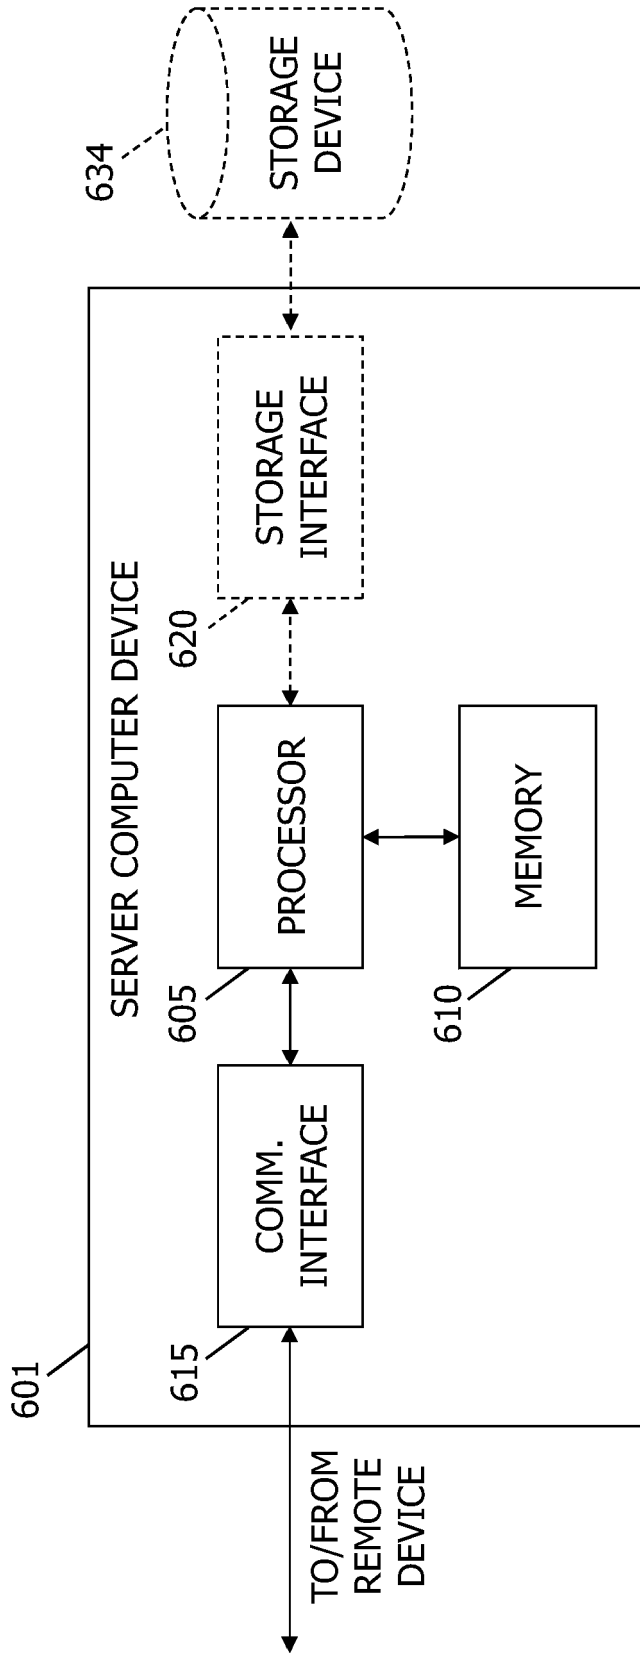 601
SERVER COMPUTER DEVICE
634
615
605
620
TO/FROM
REMOTE
DEVICE
COMM.
INTERFACE
PROCESSOR
STORAGE
INTERFACE
STORAGE
DEVICE
610
MEMORY